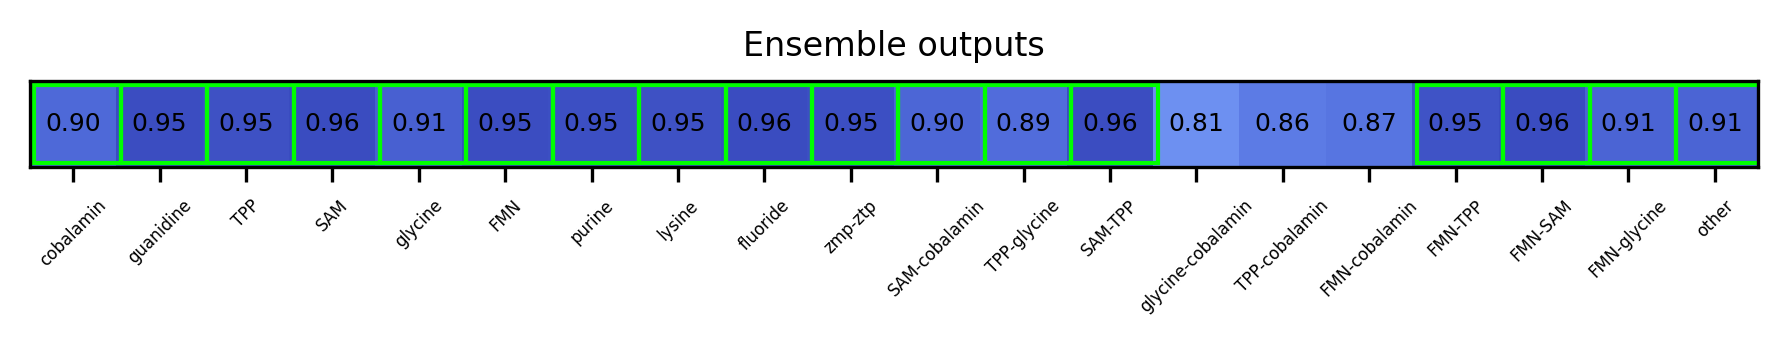 Ensemble outputs
0.90 0.95 0.95 0.96 0.91 0.95 0.95 0.95 0.96 0.95 0.90 0.89 0.96 0.81 0.86 0.87 0.95 0.96 0.91 0.91
cobalamin guanidine TPP SAM glycine FMN purine lysine fluoride zmp-ztp SAM-cobalamin TPP-glycine SAM-TPP glycine-cobalamin TPP-cobalamin FMN-cobalamin FMN-TPP FMN-SAM FMN-glycine other